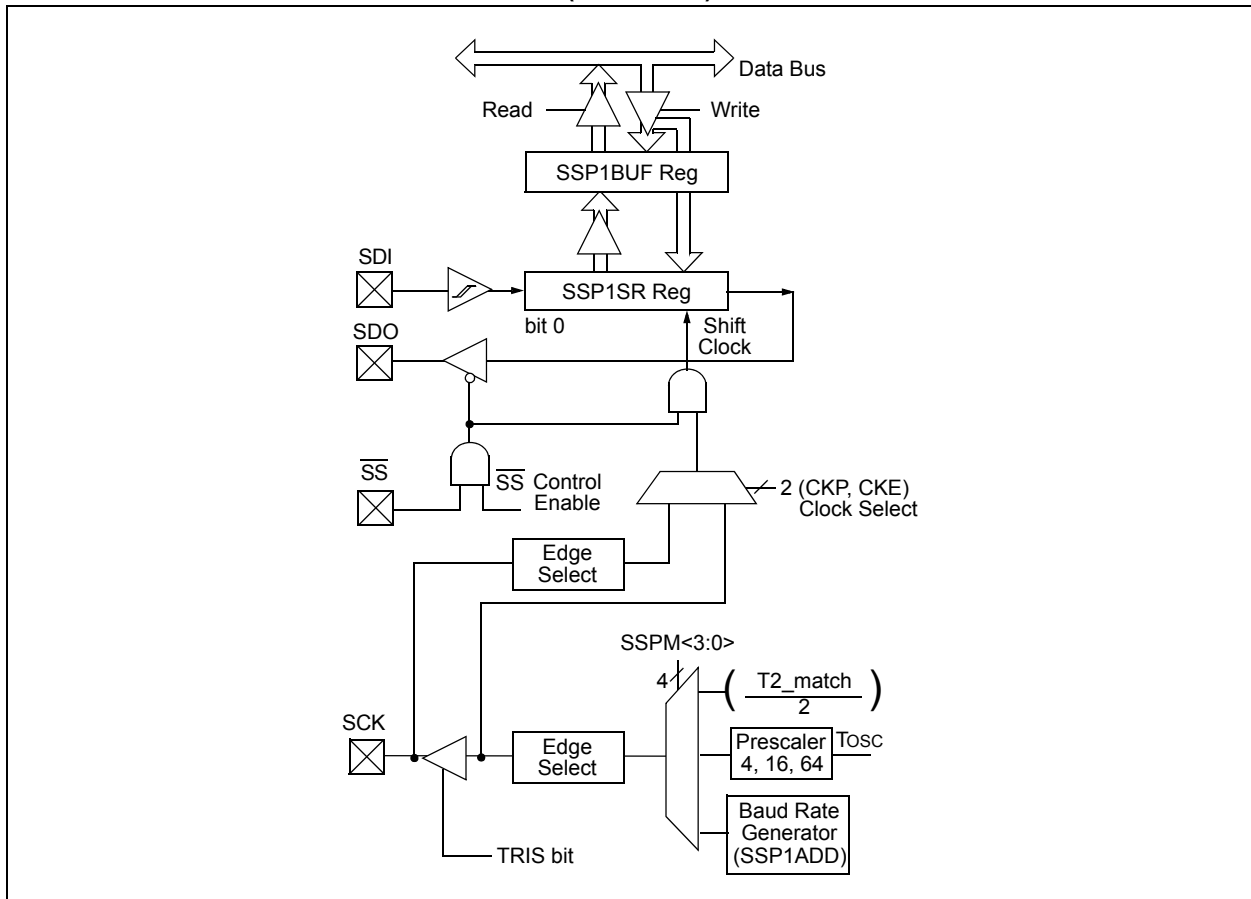 Data Bus
Read
Write
SSP1BUF Reg
SDI
SSP1SR Reg
bit 0
Shift
Clock
SDO
SS
SS Control
Enable
2 (CKP, CKE)
Clock Select
Edge
Select
SSPM<3:0>
4
( T2_match )
2
SCK
Edge
Select
Prescaler
4, 16, 64
TOSC
Baud Rate
Generator
(SSP1ADD)
TRIS bit